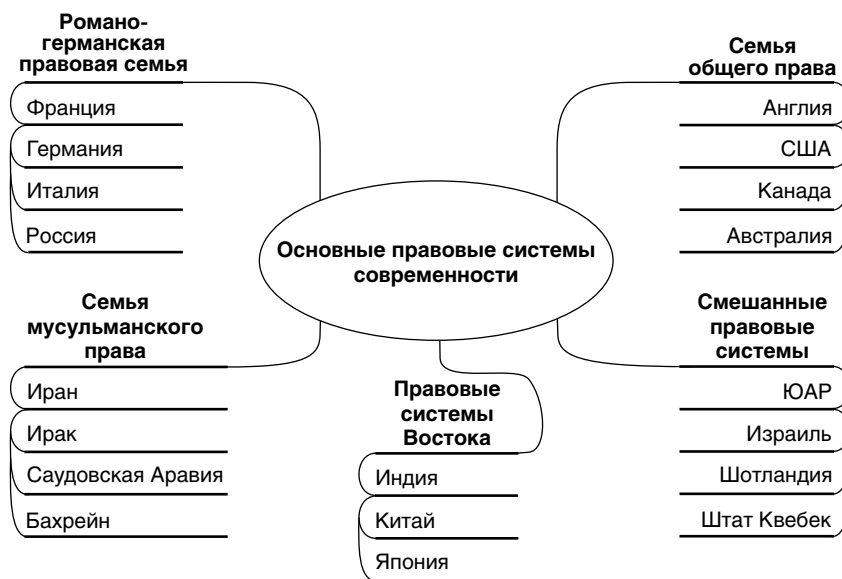 Романо-
германская
правовая семья
Франция
Германия
Италия
Россия
Семья
общего права
Англия
США
Канада
Австралия
Основные правовые системы
современности
Семья
мусульманского
права
Иран
Ирак
Саудовская Аравия
Бахрейн
Правовые
системы
Востока
Индия
Китай
Япония
Смешанные
правовые
системы
ЮАР
Израиль
Шотландия
Штат Квебек